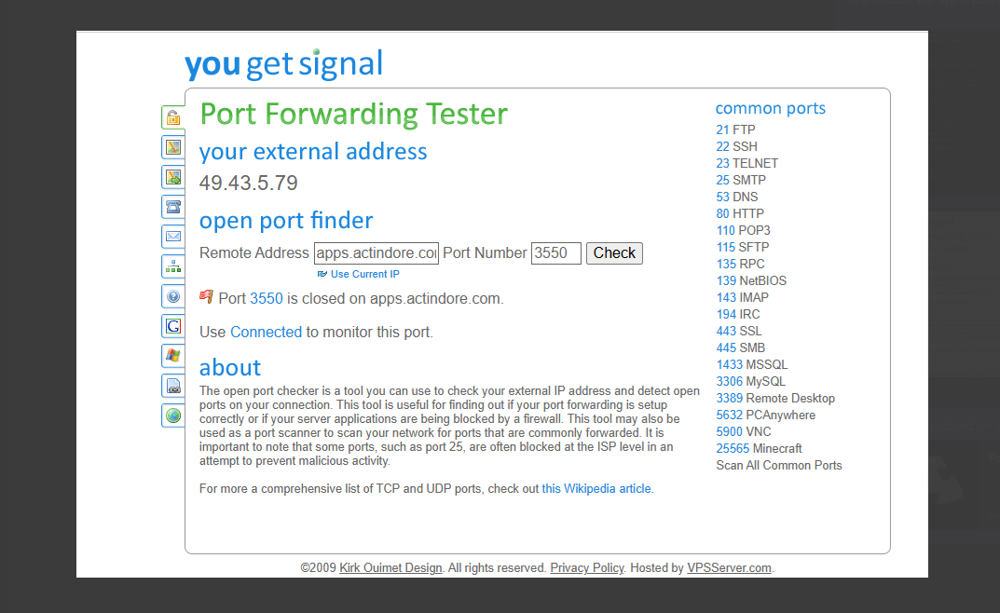 you get signal
Port Forwarding Tester
your external address
49.43.5.79
open port finder
Remote Address apps.actindore.co Port Number 3550 Check
Use Current IP
Port 3550 is closed on apps.actindore.com.
Use Connected to monitor this port.
about
The open port checker is a tool you can use to check your external IP address and detect open
ports on your connection. This tool is useful for finding out if your port forwarding is setup
correctly or if your server applications are being blocked by a firewall. This tool may also be
used as a port scanner to scan your network for ports that are commonly forwarded. It is
important to note that some ports, such as port 25, are often blocked at the ISP level in an
attempt to prevent malicious activity.
For more a comprehensive list of TCP and UDP ports, check out this Wikipedia article.
common ports
21 FTP
22 SSH
23 TELNET
25 SMTP
53 DNS
80 HTTP
110 POP3
115 SFTP
135 RPC
139 NetBIOS
143 IMAP
194 IRC
443 SSL
445 SMB
1433 MSSQL
3306 MySQL
3389 Remote Desktop
5632 PCAnywhere
5900 VNC
25565 Minecraft
Scan All Common Ports
©2009 Kirk Ouimet Design. All rights reserved. Privacy Policy. Hosted by VPSServer.com.